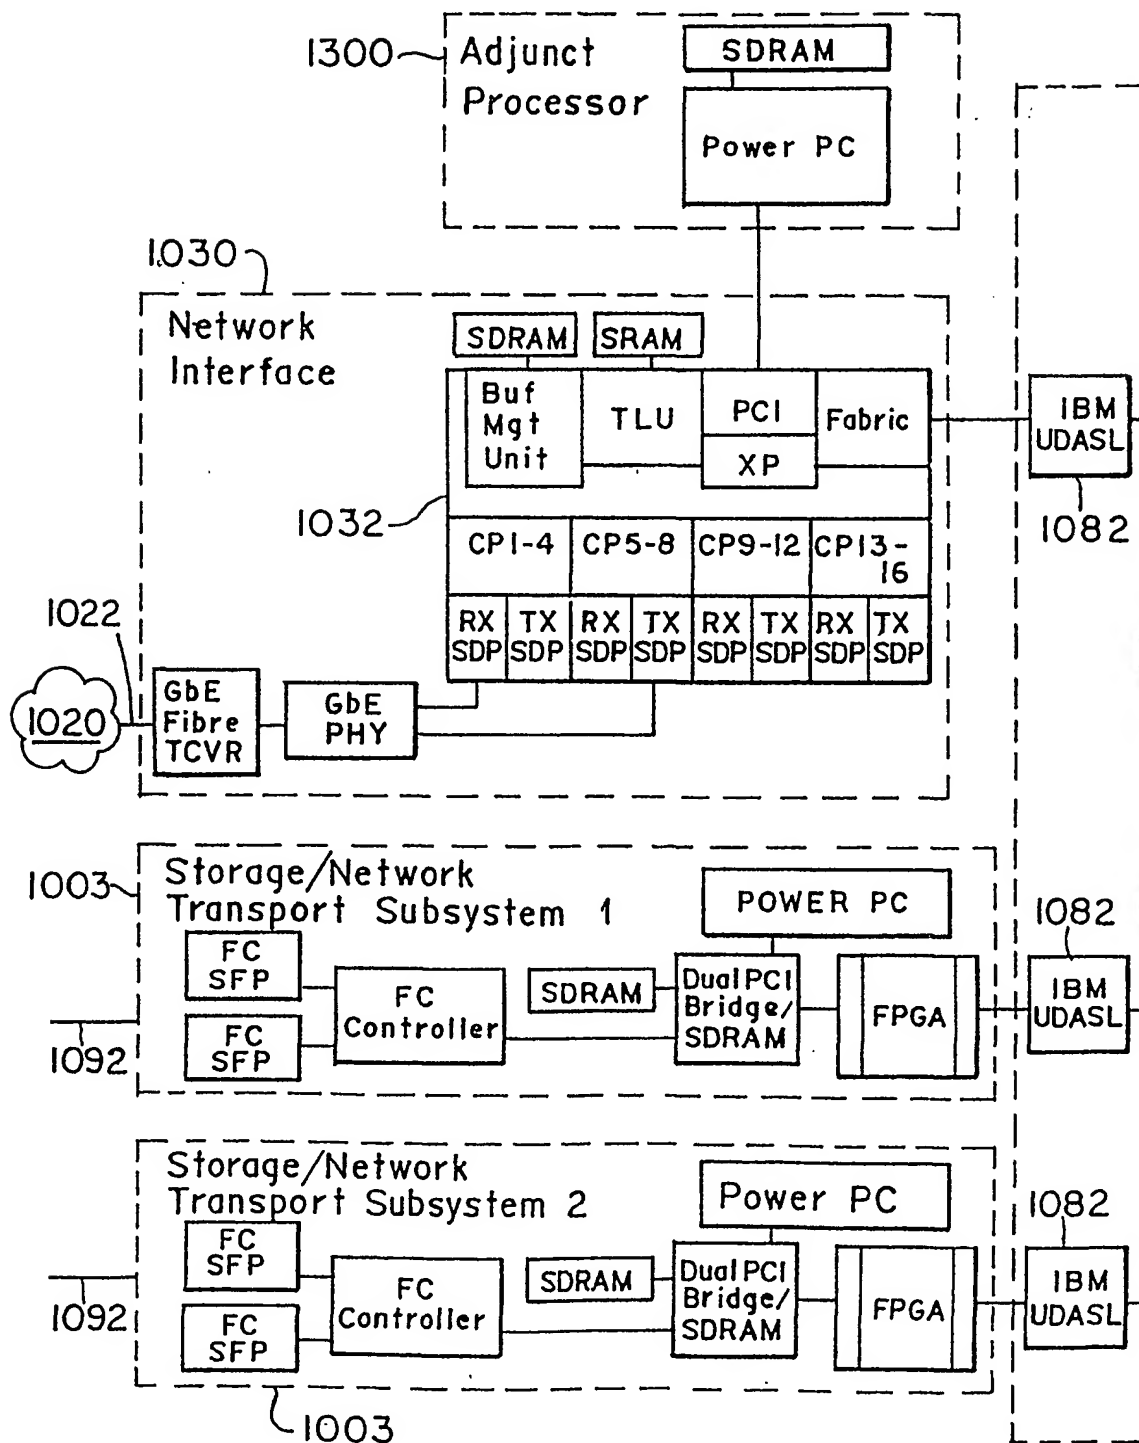 1300
Adjunct
Processor
SDRAM
Power PC
1030
Network
Interface
SDRAM
SRAM
Buf
Mgt
Unit
TLU
PCI
XP
Fabric
IBM
UDASL
1082
1032
CP1-4
CP5-8
CP9-12
CP13-
16
RX
SDP
TX
SDP
RX
SDP
TX
SDP
RX
SDP
TX
SDP
RX
SDP
TX
SDP
1022
1020
GbE
Fibre
TCVR
GbE
PHY
1003
Storage/Network
Transport Subsystem 1
POWER PC
FC
SFP
FC
SFP
1092
FC
Controller
SDRAM
Dual PCI
Bridge/
SDRAM
FPGA
1082
IBM
UDASL
Storage/Network
Transport Subsystem 2
Power PC
FC
SFP
FC
SFP
1092
FC
Controller
SDRAM
Dual PCI
Bridge/
SDRAM
FPGA
1082
IBM
UDASL
1003